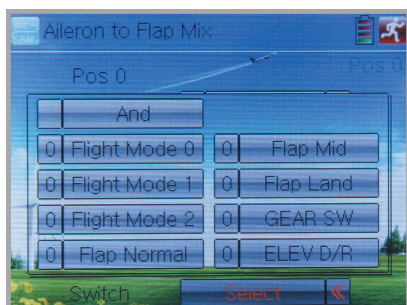 Aileron to Flap Mix
Pos 0 Pos 0
And
0 Flight Mode 0 0 Flap Mid
0 Flight Mode 1 0 Flap Land
0 Flight Mode 2 0 GEAR SW
0 Flap Normal 0 ELEV D/R
Switch Select «